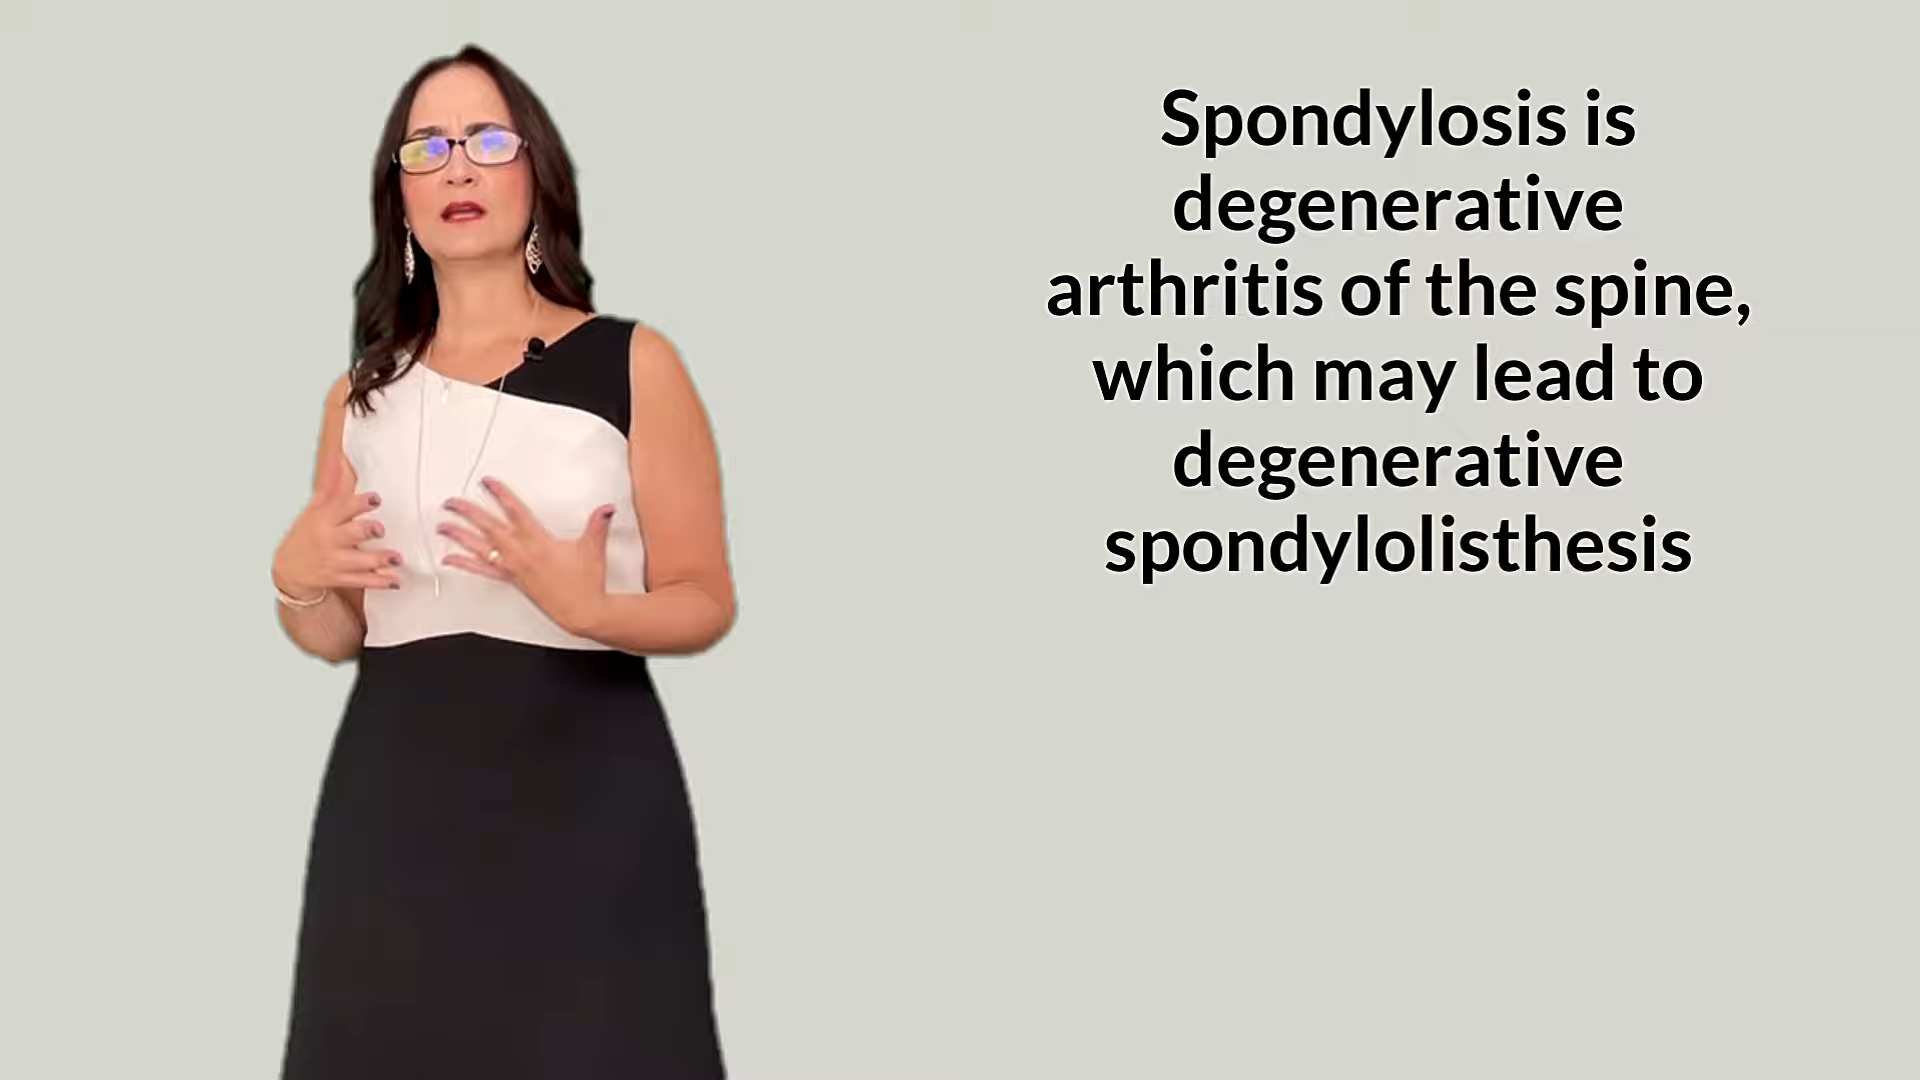 Spondylosis is
degenerative
arthritis of the spine,
which may lead to
degenerative
spondylolisthesis